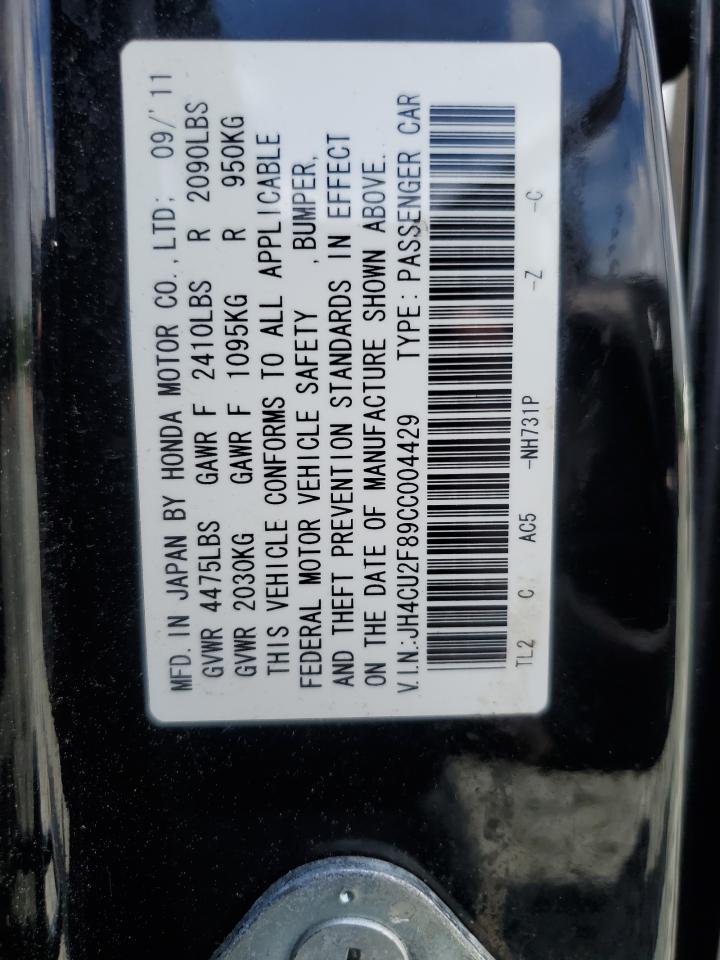 MFD. IN JAPAN BY HONDA MOTOR CO., LTD; 09/'11
GVWR 4475LBS GAWR F 2410LBS R 2090LBS
GVWR 2030KG GAWR F 1095KG R 950KG
THIS VEHICLE CONFORMS TO ALL APPLICABLE
FEDERAL MOTOR VEHICLE SAFETY , BUMPER,
AND THEFT PREVENTION STANDARDS IN EFFECT
ON THE DATE OF MANUFACTURE SHOWN ABOVE.
V.I.N.:JH4CU2F89CC004429 TYPE: PASSENGER CAR
TL2 C AC5 -NH731P -Z -C